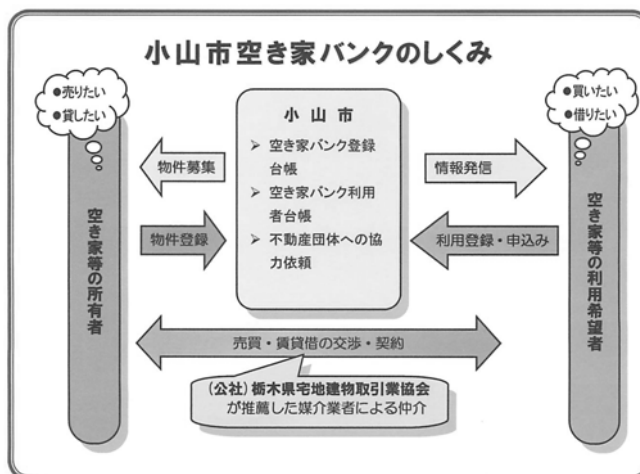 小山市空き家バンクのしくみ
●売りたい
●貸したい
●買いたい
●借りたい
小山市
➢ 空き家バンク登録
台帳
➢ 空き家バンク利用
者台帳
➢ 不動産団体への協
力依頼
物件募集
情報発信
物件登録
利用登録・申込み
空き家等の所有者
空き家等の利用希望者
売買・賃貸借の交渉・契約
(公社)栃木県宅地建物取引業協会
が推薦した媒介業者による仲介